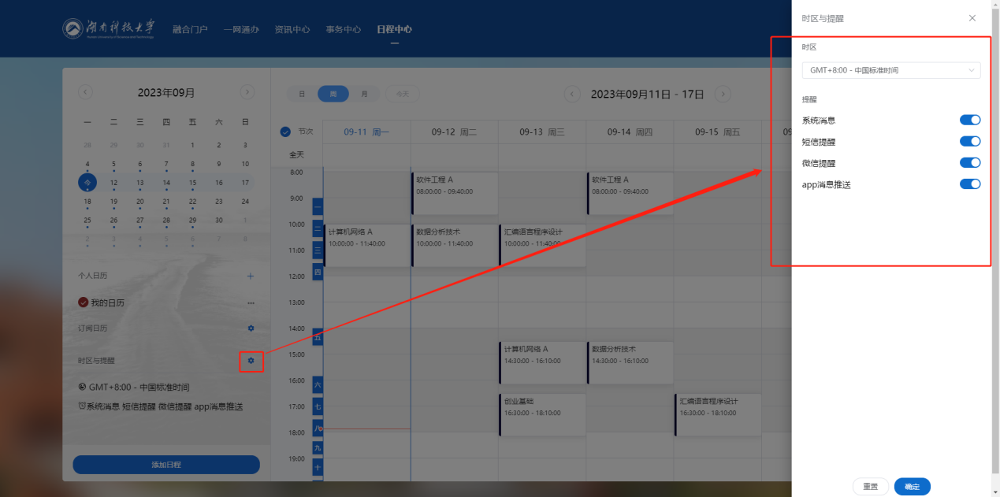 湖南科技大学
Hunan University of Science and Technology
融合门户 一网通办 资讯中心 事务中心 日程中心
2023年09月
一 二 三 四 五 六 日
28 29 30 31 1 2 3
4 5 6 7 8 9 10
今 12 13 14 15 16 17
18 19 20 21 22 23 24
25 26 27 28 29 30 1
2 3 4 5 6 7 8
个人日历
我的日历
订阅日历
时区与提醒
GMT+8:00 - 中国标准时间
系统消息 短信提醒 微信提醒 app消息推送
添加日程
日 周 月 今天
2023年09月11日 - 17日
节次 09-11 周一 09-12 周二 09-13 周三 09-14 周四 09-15 周五 09
全天
8:00
软件工程 A 软件工程 A
08:00:00 - 09:40:00 08:00:00 - 09:40:00
9:00
一
10:00
二
计算机网络 A 数据分析技术 汇编语言程序设计
10:00:00 - 11:40:00 10:00:00 - 11:40:00 10:00:00 - 11:40:00
11:00
三
四
12:00
13:00
14:00
五
计算机网络 A 数据分析技术
15:00
14:30:00 - 16:10:00 14:30:00 - 16:10:00
16:00
六
创业基础 汇编语言程序设计
17:00
七
16:30:00 - 18:10:00 16:30:00 - 18:10:00
八
18:00
九
19:00
十
时区与提醒
时区
GMT+8:00 - 中国标准时间
提醒
系统消息
短信提醒
微信提醒
app消息推送
重置 确定